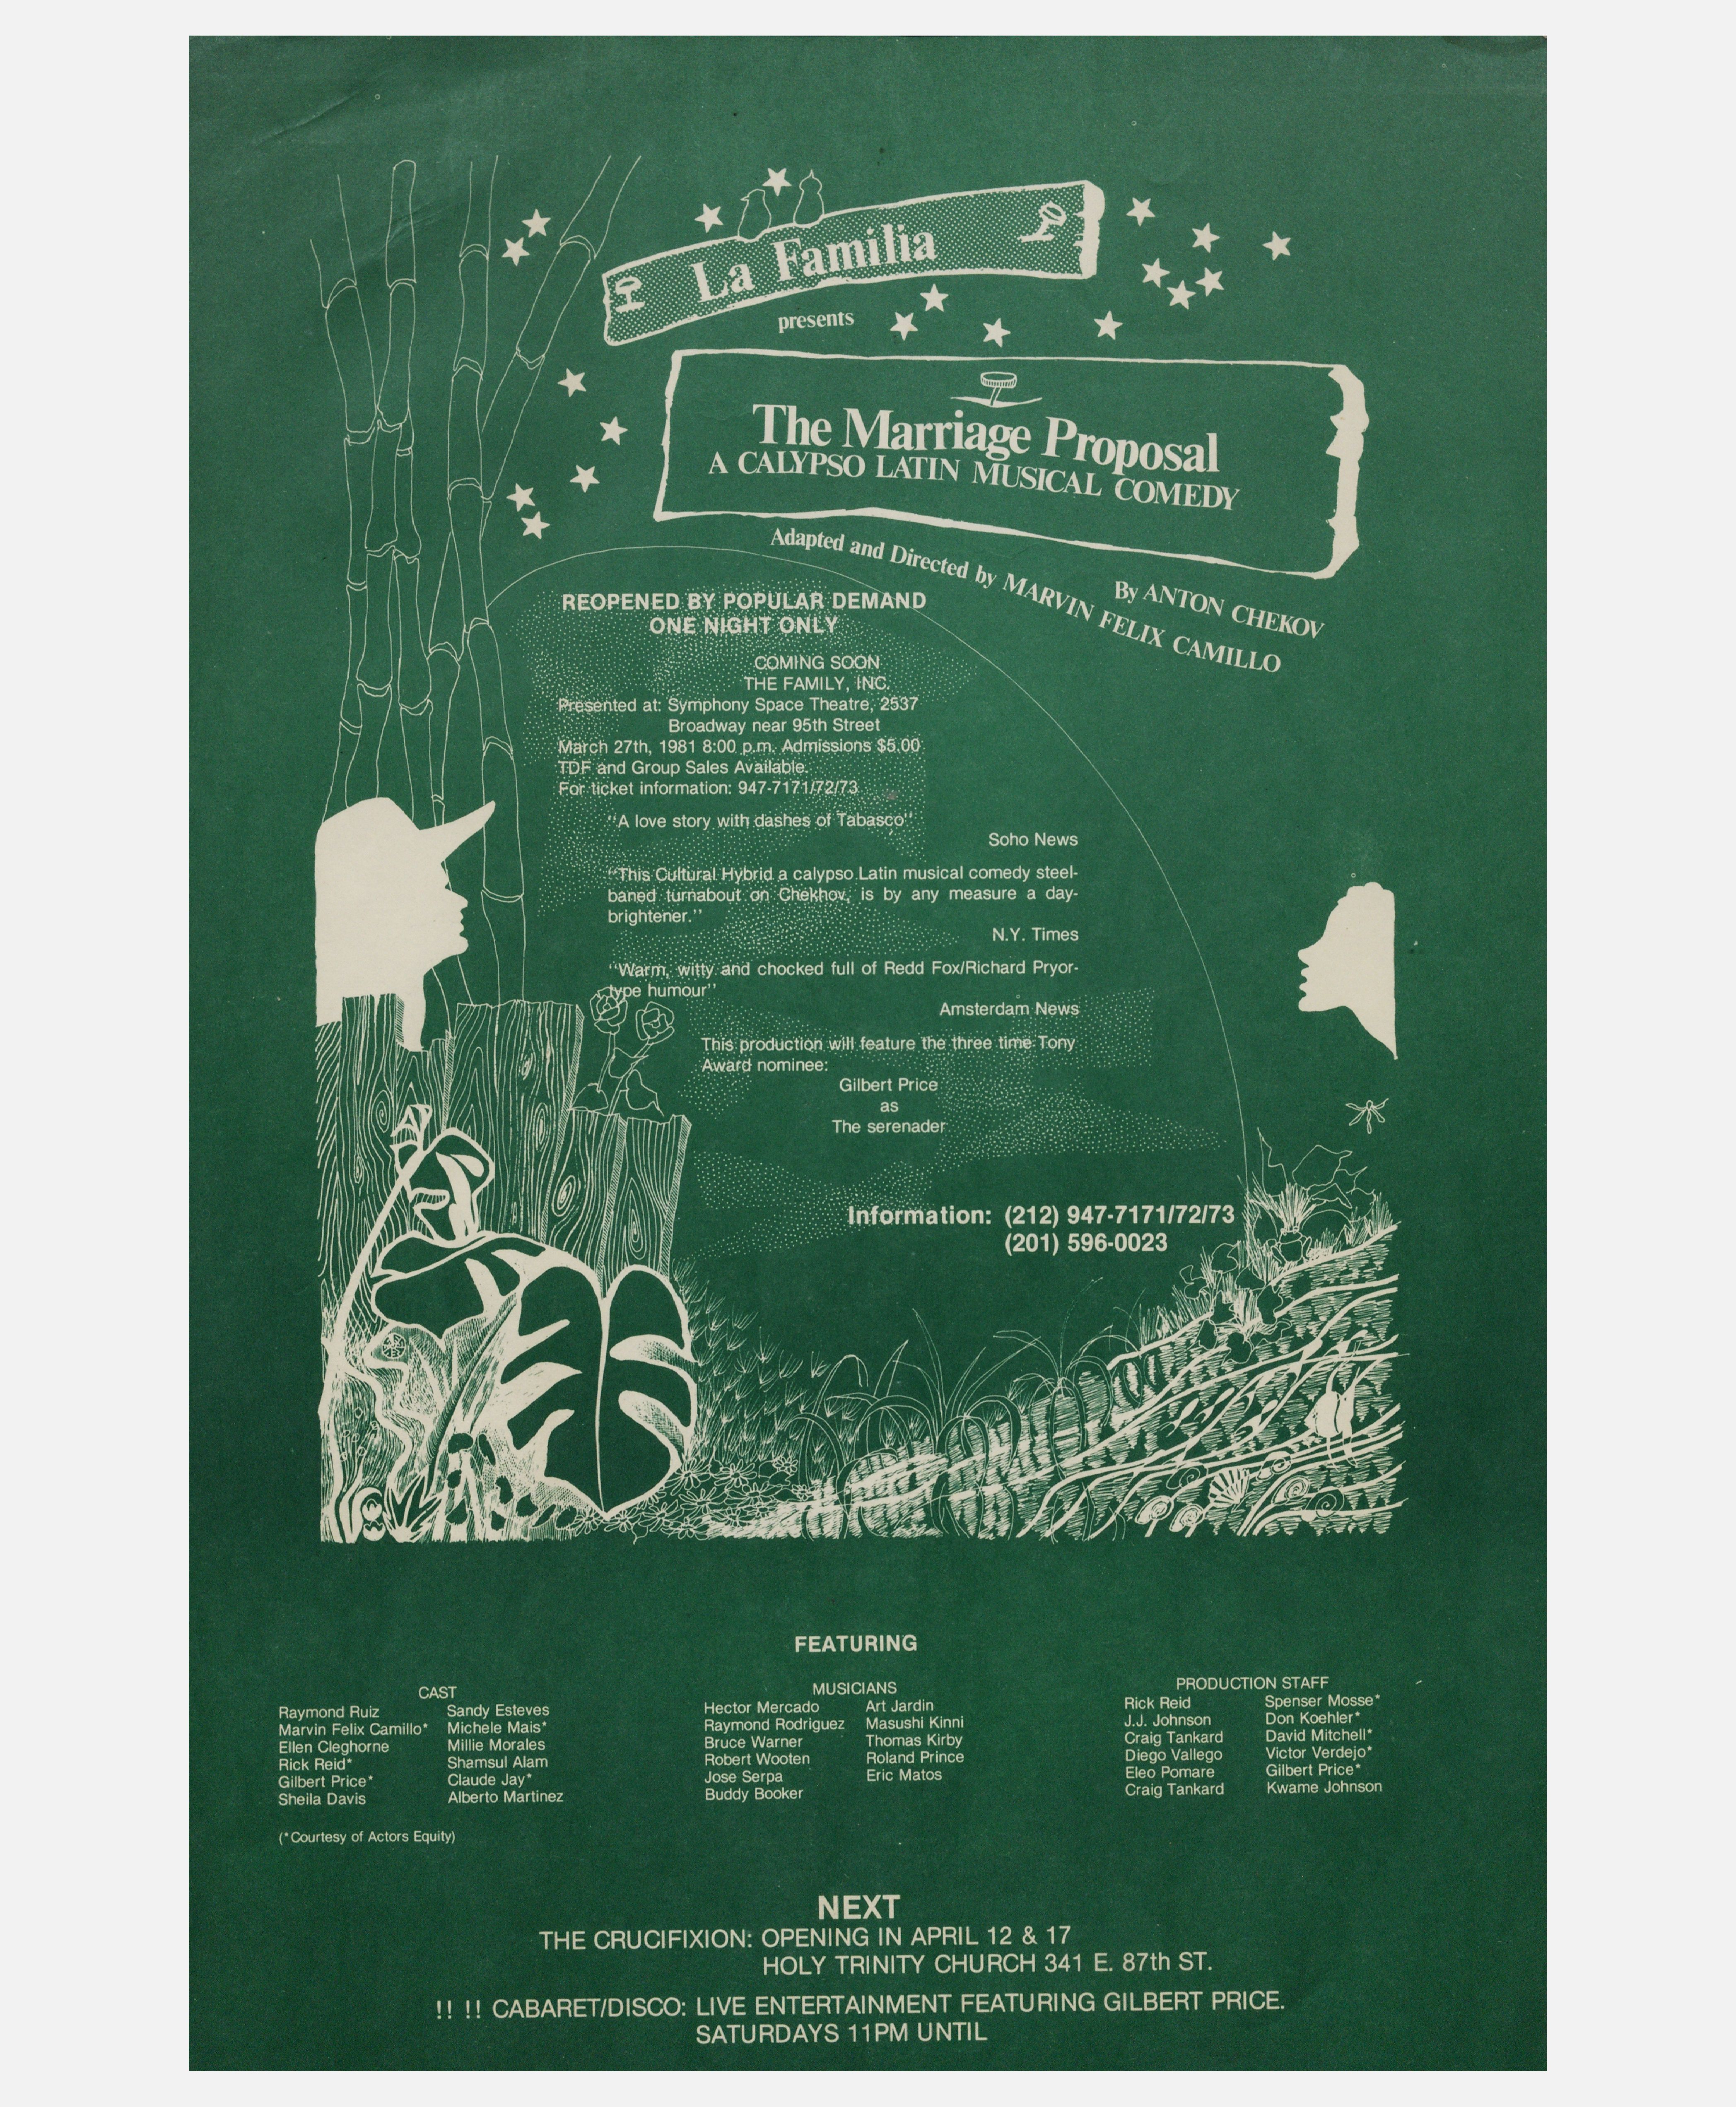 La Familia
presents
The Marriage Proposal
A CALYPSO LATIN MUSICAL COMEDY
By ANTON CHEKOV
Adapted and Directed by MARVIN FELIX CAMILLO
REOPENED BY POPULAR DEMAND
ONE NIGHT ONLY
COMING SOON
THE FAMILY, INC.
Presented at: Symphony Space Theatre, 2537
Broadway near 95th Street
March 27th, 1981 8:00 p.m. Admissions $5.00
TDF and Group Sales Available.
For ticket information: 947-7171/72/73
"A love story with dashes of Tabasco"
Soho News
"This Cultural Hybrid a calypso Latin musical comedy steel-
baned turnabout on Chekhov, is by any measure a day-
brightener."
N.Y. Times
"Warm, witty and chocked full of Redd Fox/Richard Pryor-
type humour"
Amsterdam News
This production will feature the three time Tony
Award nominee:
Gilbert Price
as
The serenader
Information: (212) 947-7171/72/73
(201) 596-0023
FEATURING
CAST
Raymond Ruiz
Marvin Felix Camillo*
Ellen Cleghorne
Rick Reid*
Gilbert Price*
Sheila Davis
Sandy Esteves
Michele Mais*
Millie Morales
Shamsul Alam
Claude Jay*
Alberto Martinez
(*Courtesy of Actors Equity)
MUSICIANS
Hector Mercado
Raymond Rodriguez
Bruce Warner
Robert Wooten
Jose Serpa
Buddy Booker
Art Jardin
Masushi Kinni
Thomas Kirby
Roland Prince
Eric Matos
PRODUCTION STAFF
Rick Reid
J.J. Johnson
Craig Tankard
Diego Vallego
Eleo Pomare
Craig Tankard
Spenser Mosse*
Don Koehler*
David Mitchell*
Victor Verdejo*
Gilbert Price*
Kwame Johnson
NEXT
THE CRUCIFIXION: OPENING IN APRIL 12 & 17
HOLY TRINITY CHURCH 341 E. 87th ST.
!! !! CABARET/DISCO: LIVE ENTERTAINMENT FEATURING GILBERT PRICE.
SATURDAYS 11PM UNTIL